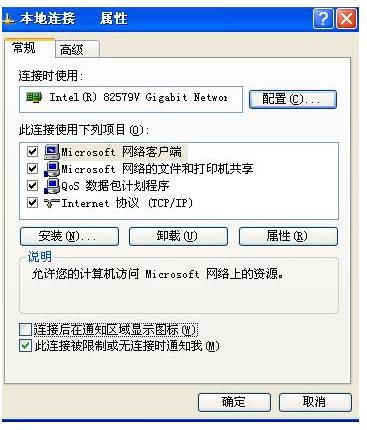 本地连接 属性
常规 高级
连接时使用:
Intel(R) 82579V Gigabit Networ 配置(C)...
此连接使用下列项目(O):
Microsoft 网络客户端
Microsoft 网络的文件和打印机共享
QoS 数据包计划程序
Internet 协议 (TCP/IP)
安装(N)... 卸载(U) 属性(R)
说明
允许您的计算机访问 Microsoft 网络上的资源。
连接后在通知区域显示图标(W)
此连接被限制或无连接时通知我(M)
确定 取消